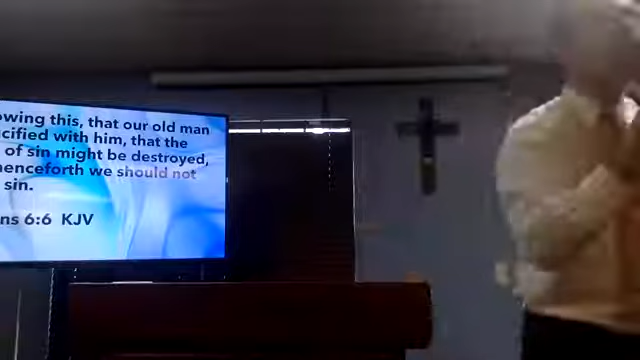 owing this, that our old man
ucified with him, that the
of sin might be destroyed,
henceforth we should not
sin.
ns 6:6 KJV